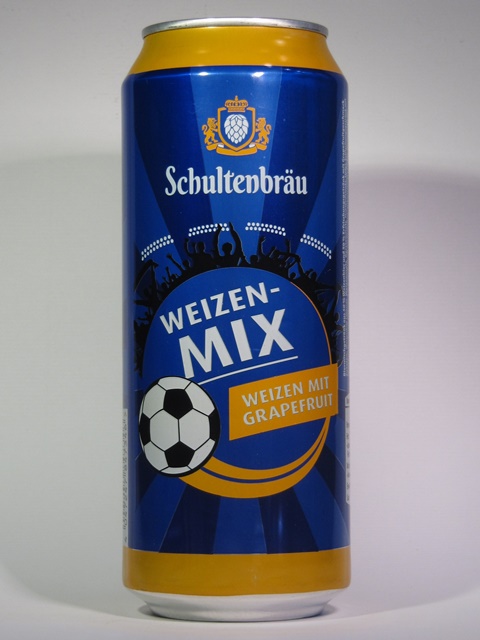 Schultenbräu
WEIZEN-
MIX
WEIZEN MIT
GRAPEFRUIT